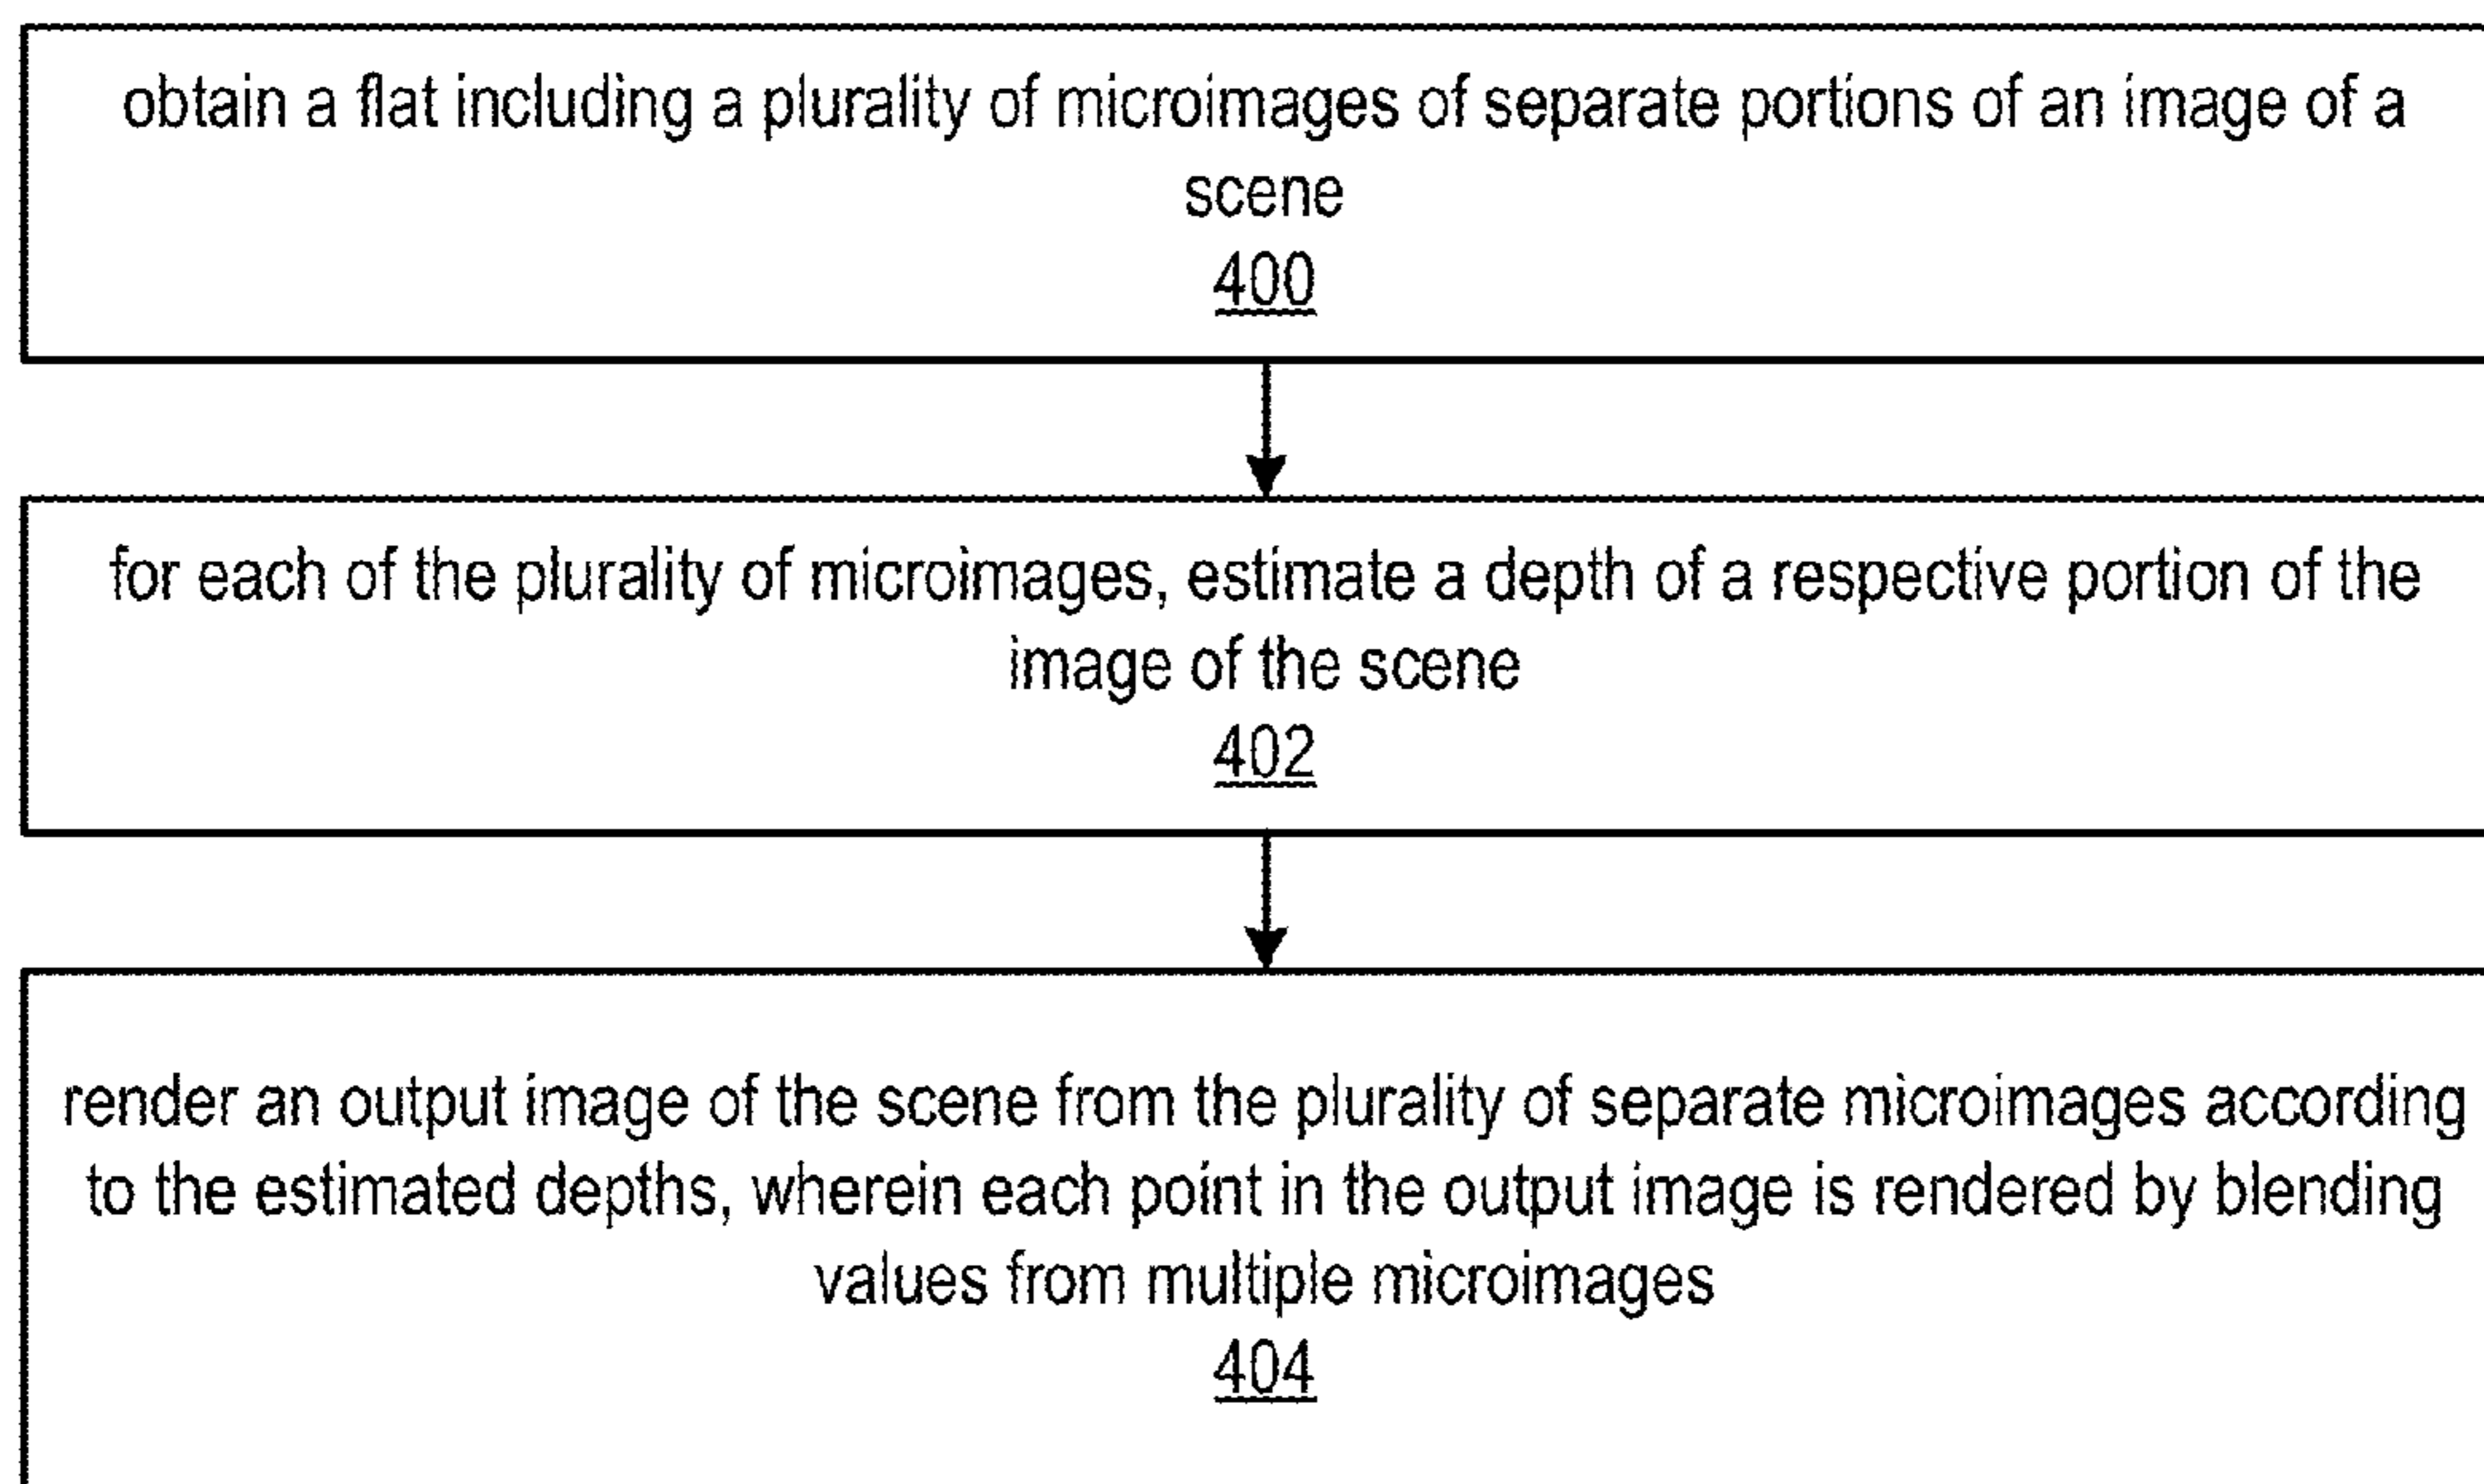 obtain a flat including a plurality of microimages of separate portions of an image of a
scene
400
for each of the plurality of microimages, estimate a depth of a respective portion of the
image of the scene
402
render an output image of the scene from the plurality of separate microimages according
to the estimated depths, wherein each point in the output image is rendered by blending
values from multiple microimages
404